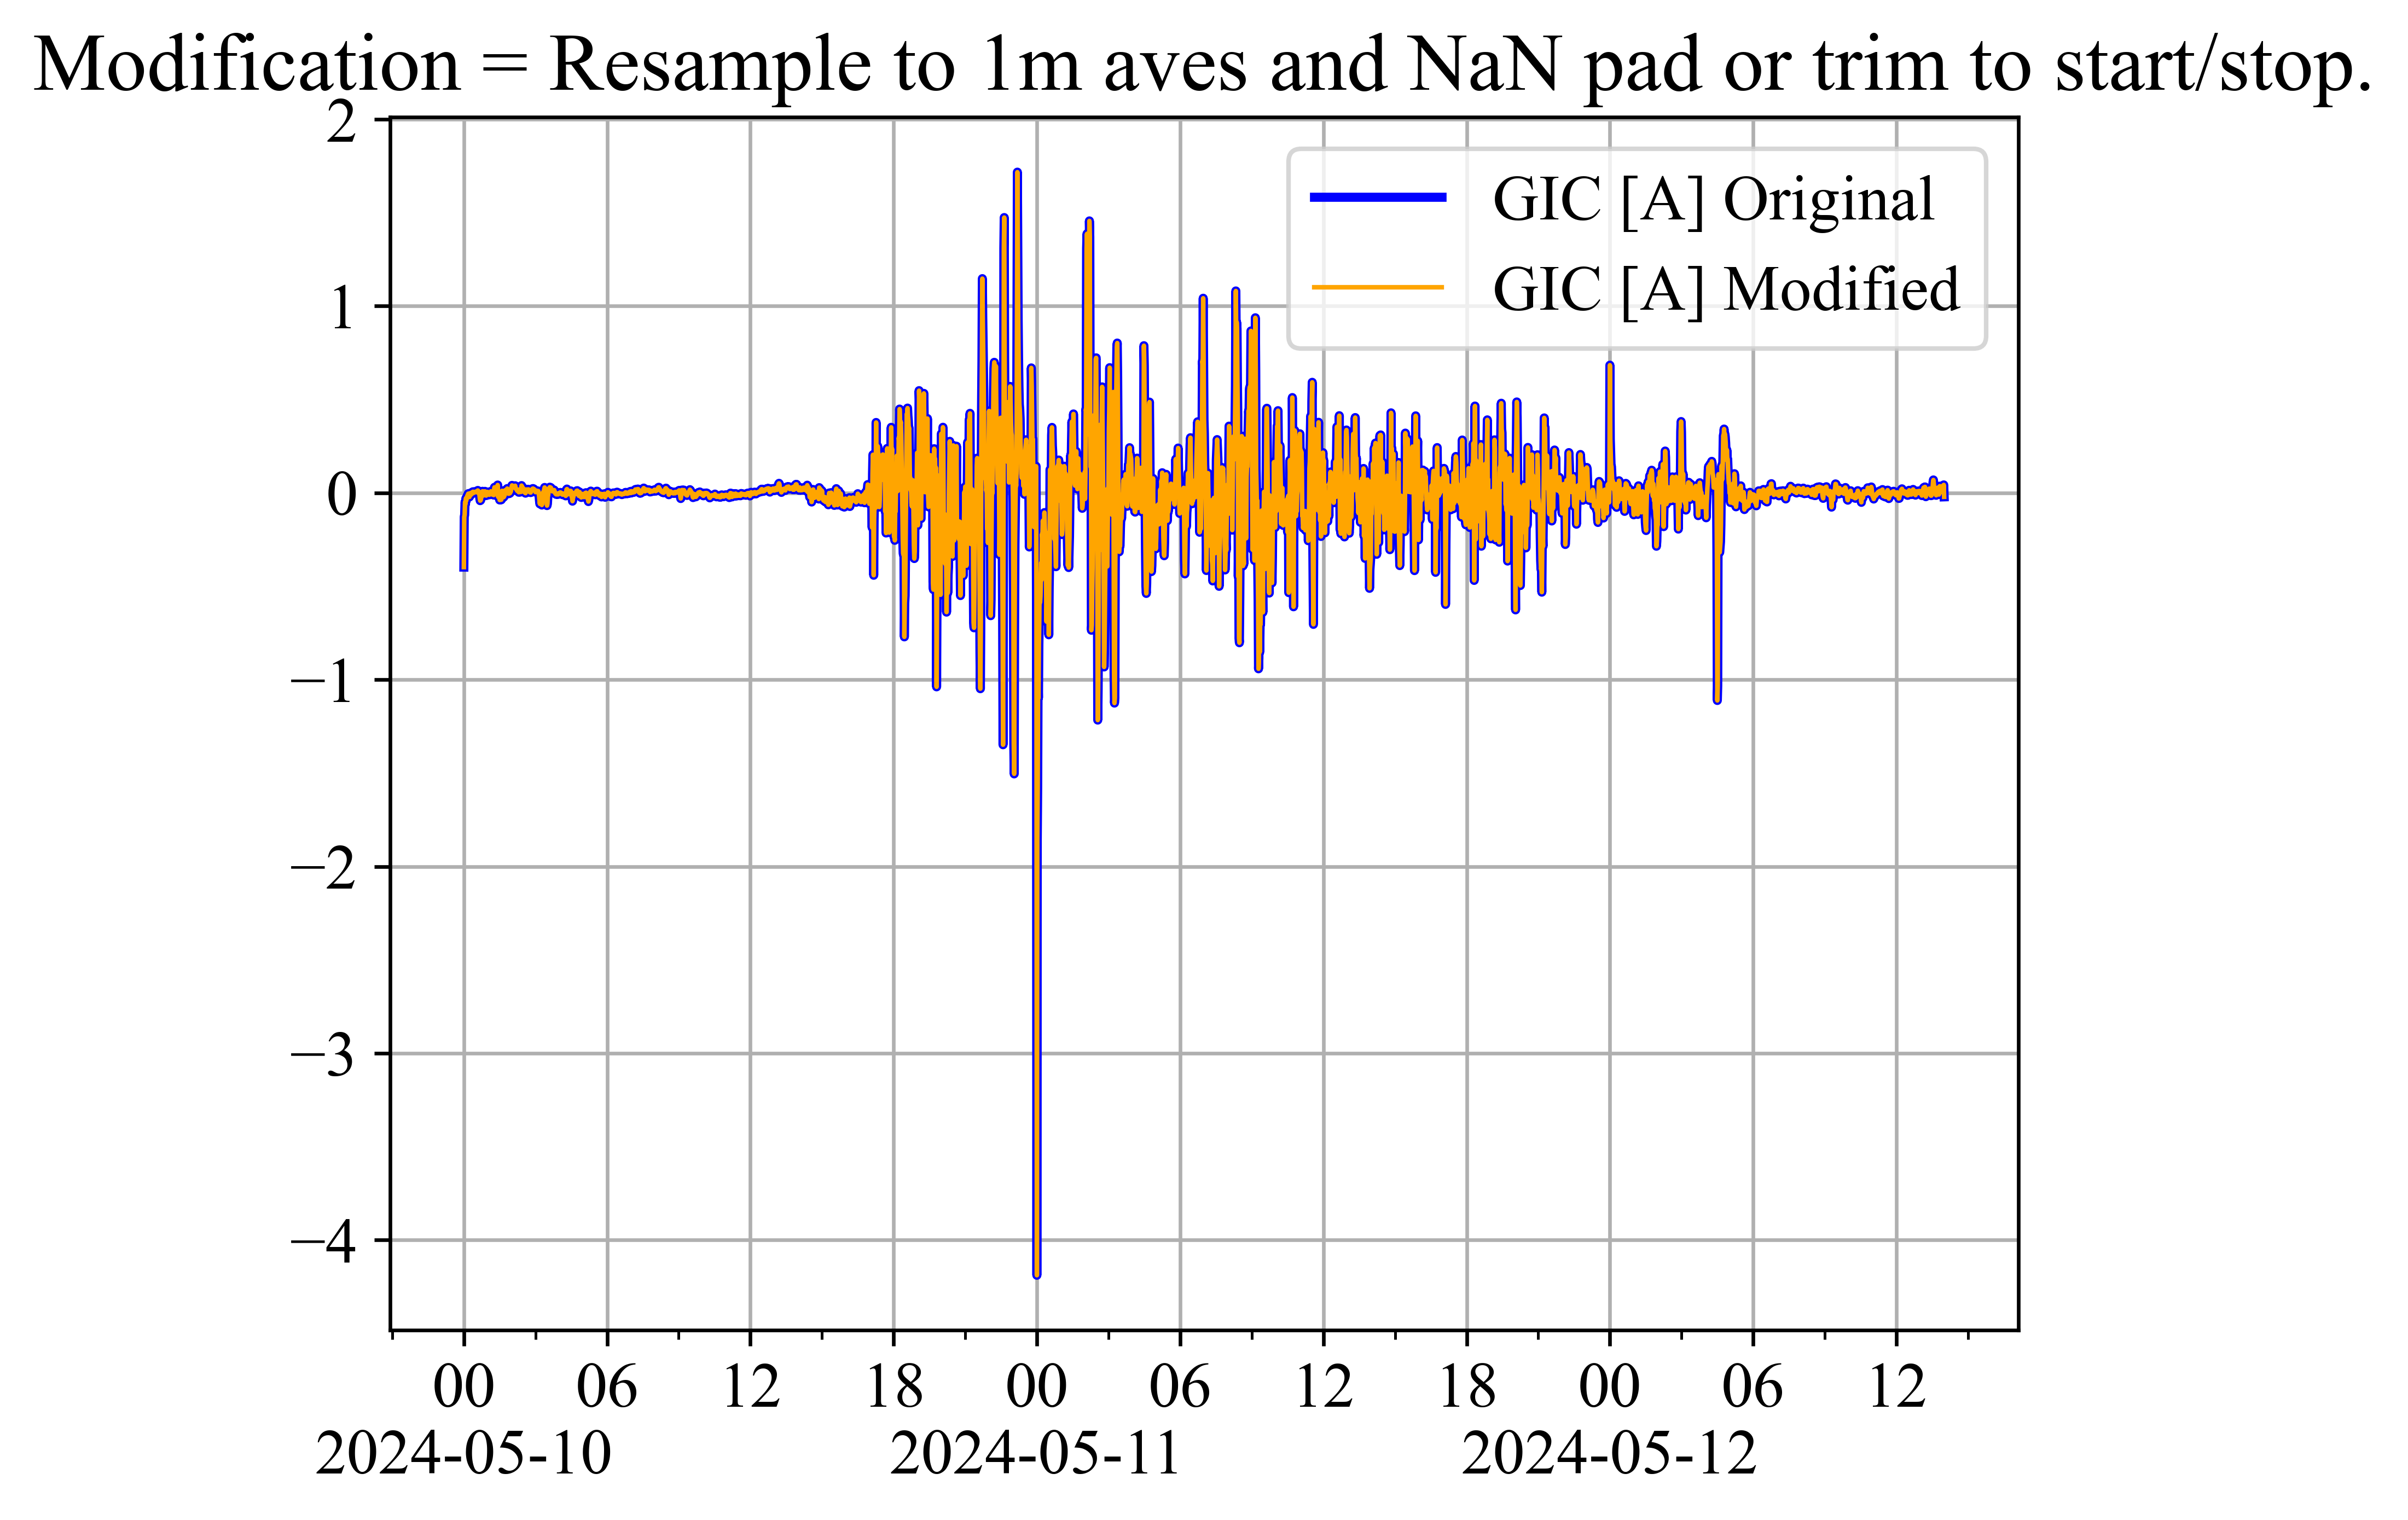 Modification = Resample to 1m aves and NaN pad or trim to start/stop.
2
GIC [A] Original
GIC [A] Modified
1
0
−1
−2
−3
−4
00 06 12 18 00 06 12 18 00 06 12
2024-05-10 2024-05-11 2024-05-12